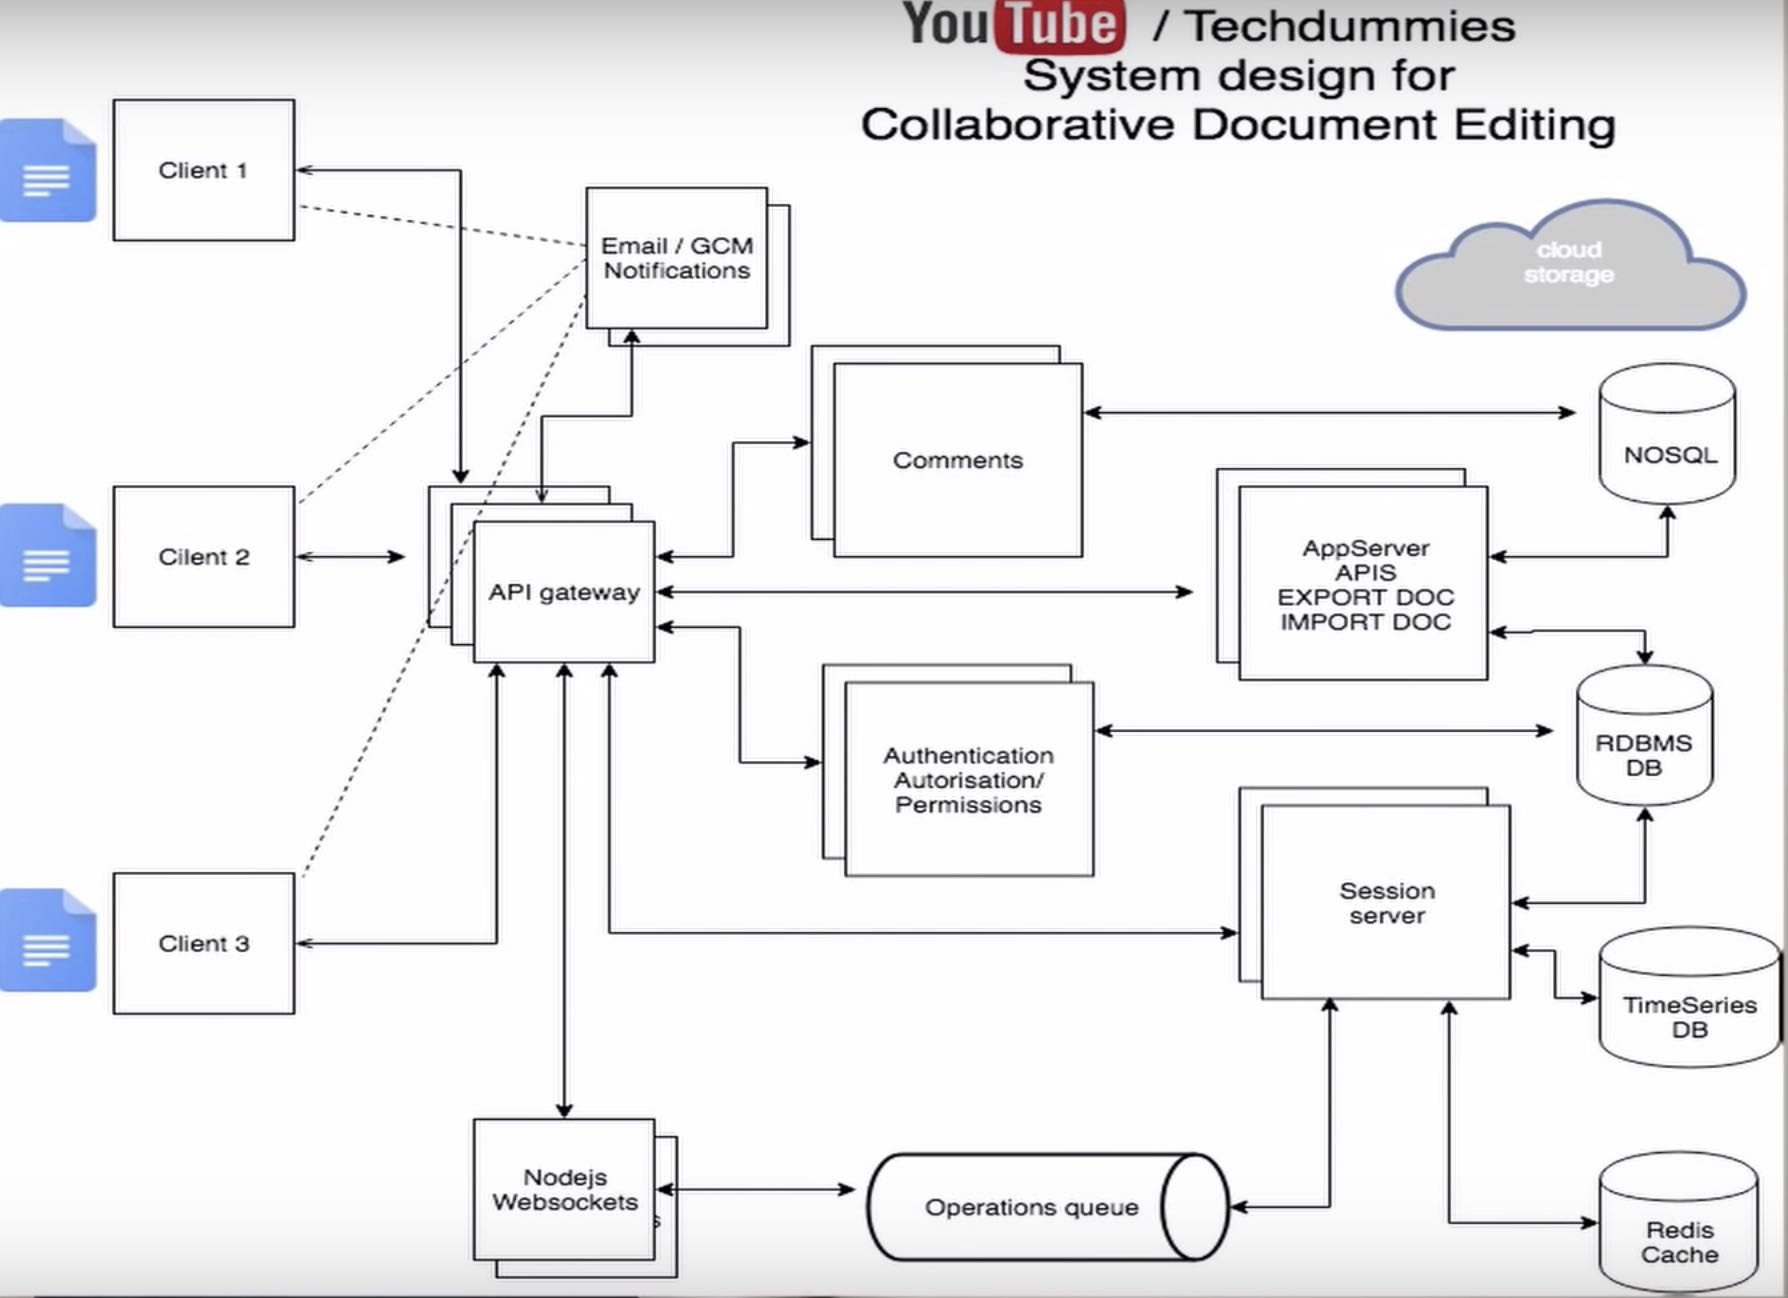 YouTube / Techdummies
System design for
Collaborative Document Editing
Client 1
Email / GCM
Notifications
cloud
storage
Comments
NOSQL
Cilent 2
API gateway
AppServer
APIS
EXPORT DOC
IMPORT DOC
Authentication
Autorisation/
Permissions
RDBMS
DB
Session
server
Client 3
TimeSeries
DB
Nodejs
Websockets
s
Operations queue
Redis
Cache